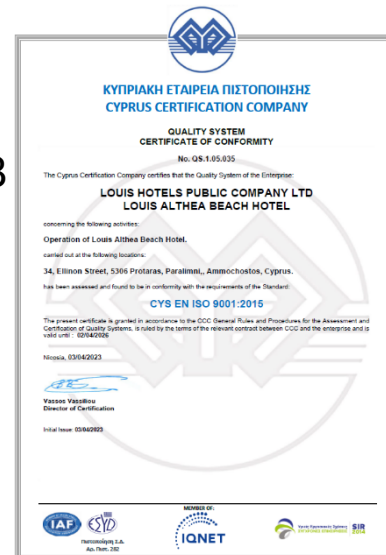 3
ΚΥΠΡΙΑΚΗ ΕΤΑΙΡΕΙΑ ΠΙΣΤΟΠΟΙΗΣΗΣ
CYPRUS CERTIFICATION COMPANY
QUALITY SYSTEM
CERTIFICATE OF CONFORMITY
No. QS.1.05.035
The Cyprus Certification Company certifies that the Quality System of the Enterprise:
LOUIS HOTELS PUBLIC COMPANY LTD
LOUIS ALTHEA BEACH HOTEL
concerning the following activities:
Operation of Louis Althea Beach Hotel.
carried out at the following locations:
34, Ellinon Street, 5306 Protaras, Paralimni,, Ammochostos, Cyprus.
has been assessed and found to be in conformity with the requirements of the Standard:
CYS EN ISO 9001:2015
The present certificate is granted in accordance to the CCC General Rules and Procedures for the Assessment and
Certification of Quality Systems, is ruled by the terms of the relevant contract between CCC and the enterprise and is
valid until : 02/04/2026
Nicosia, 03/04/2023
Vassos Vassiliou
Director of Certification
Initial Issue: 03/04/2023
MEMBER OF:
IAF
ΕΣΥΔ
IQNET
SIR
2014
Πιστοποίηση Σ.Δ.
Αρ. Πιστ. 282